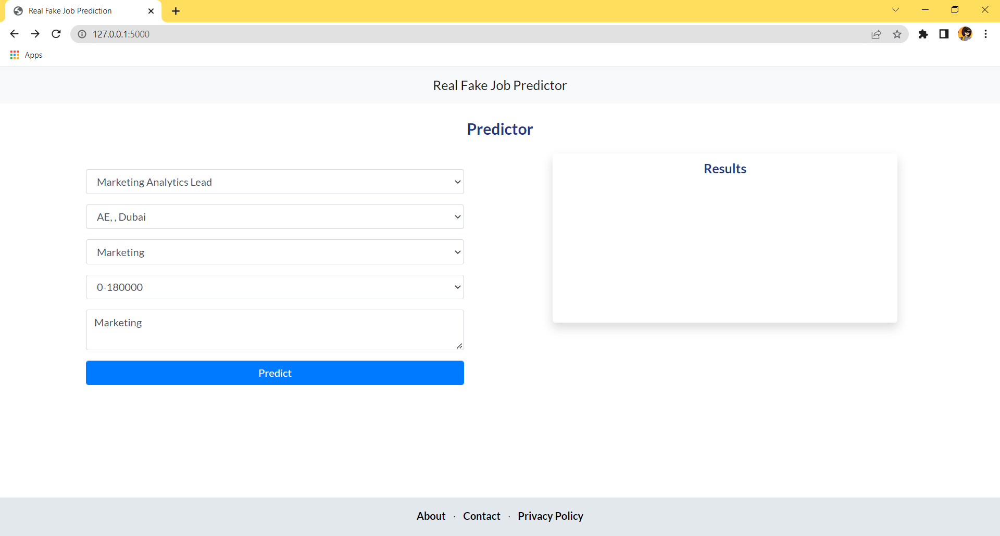 Real Fake Job Prediction
127.0.0.1:5000
Apps
Real Fake Job Predictor
Predictor
Marketing Analytics Lead
AE, , Dubai
Marketing
0-180000
Marketing
Predict
Results
About · Contact · Privacy Policy